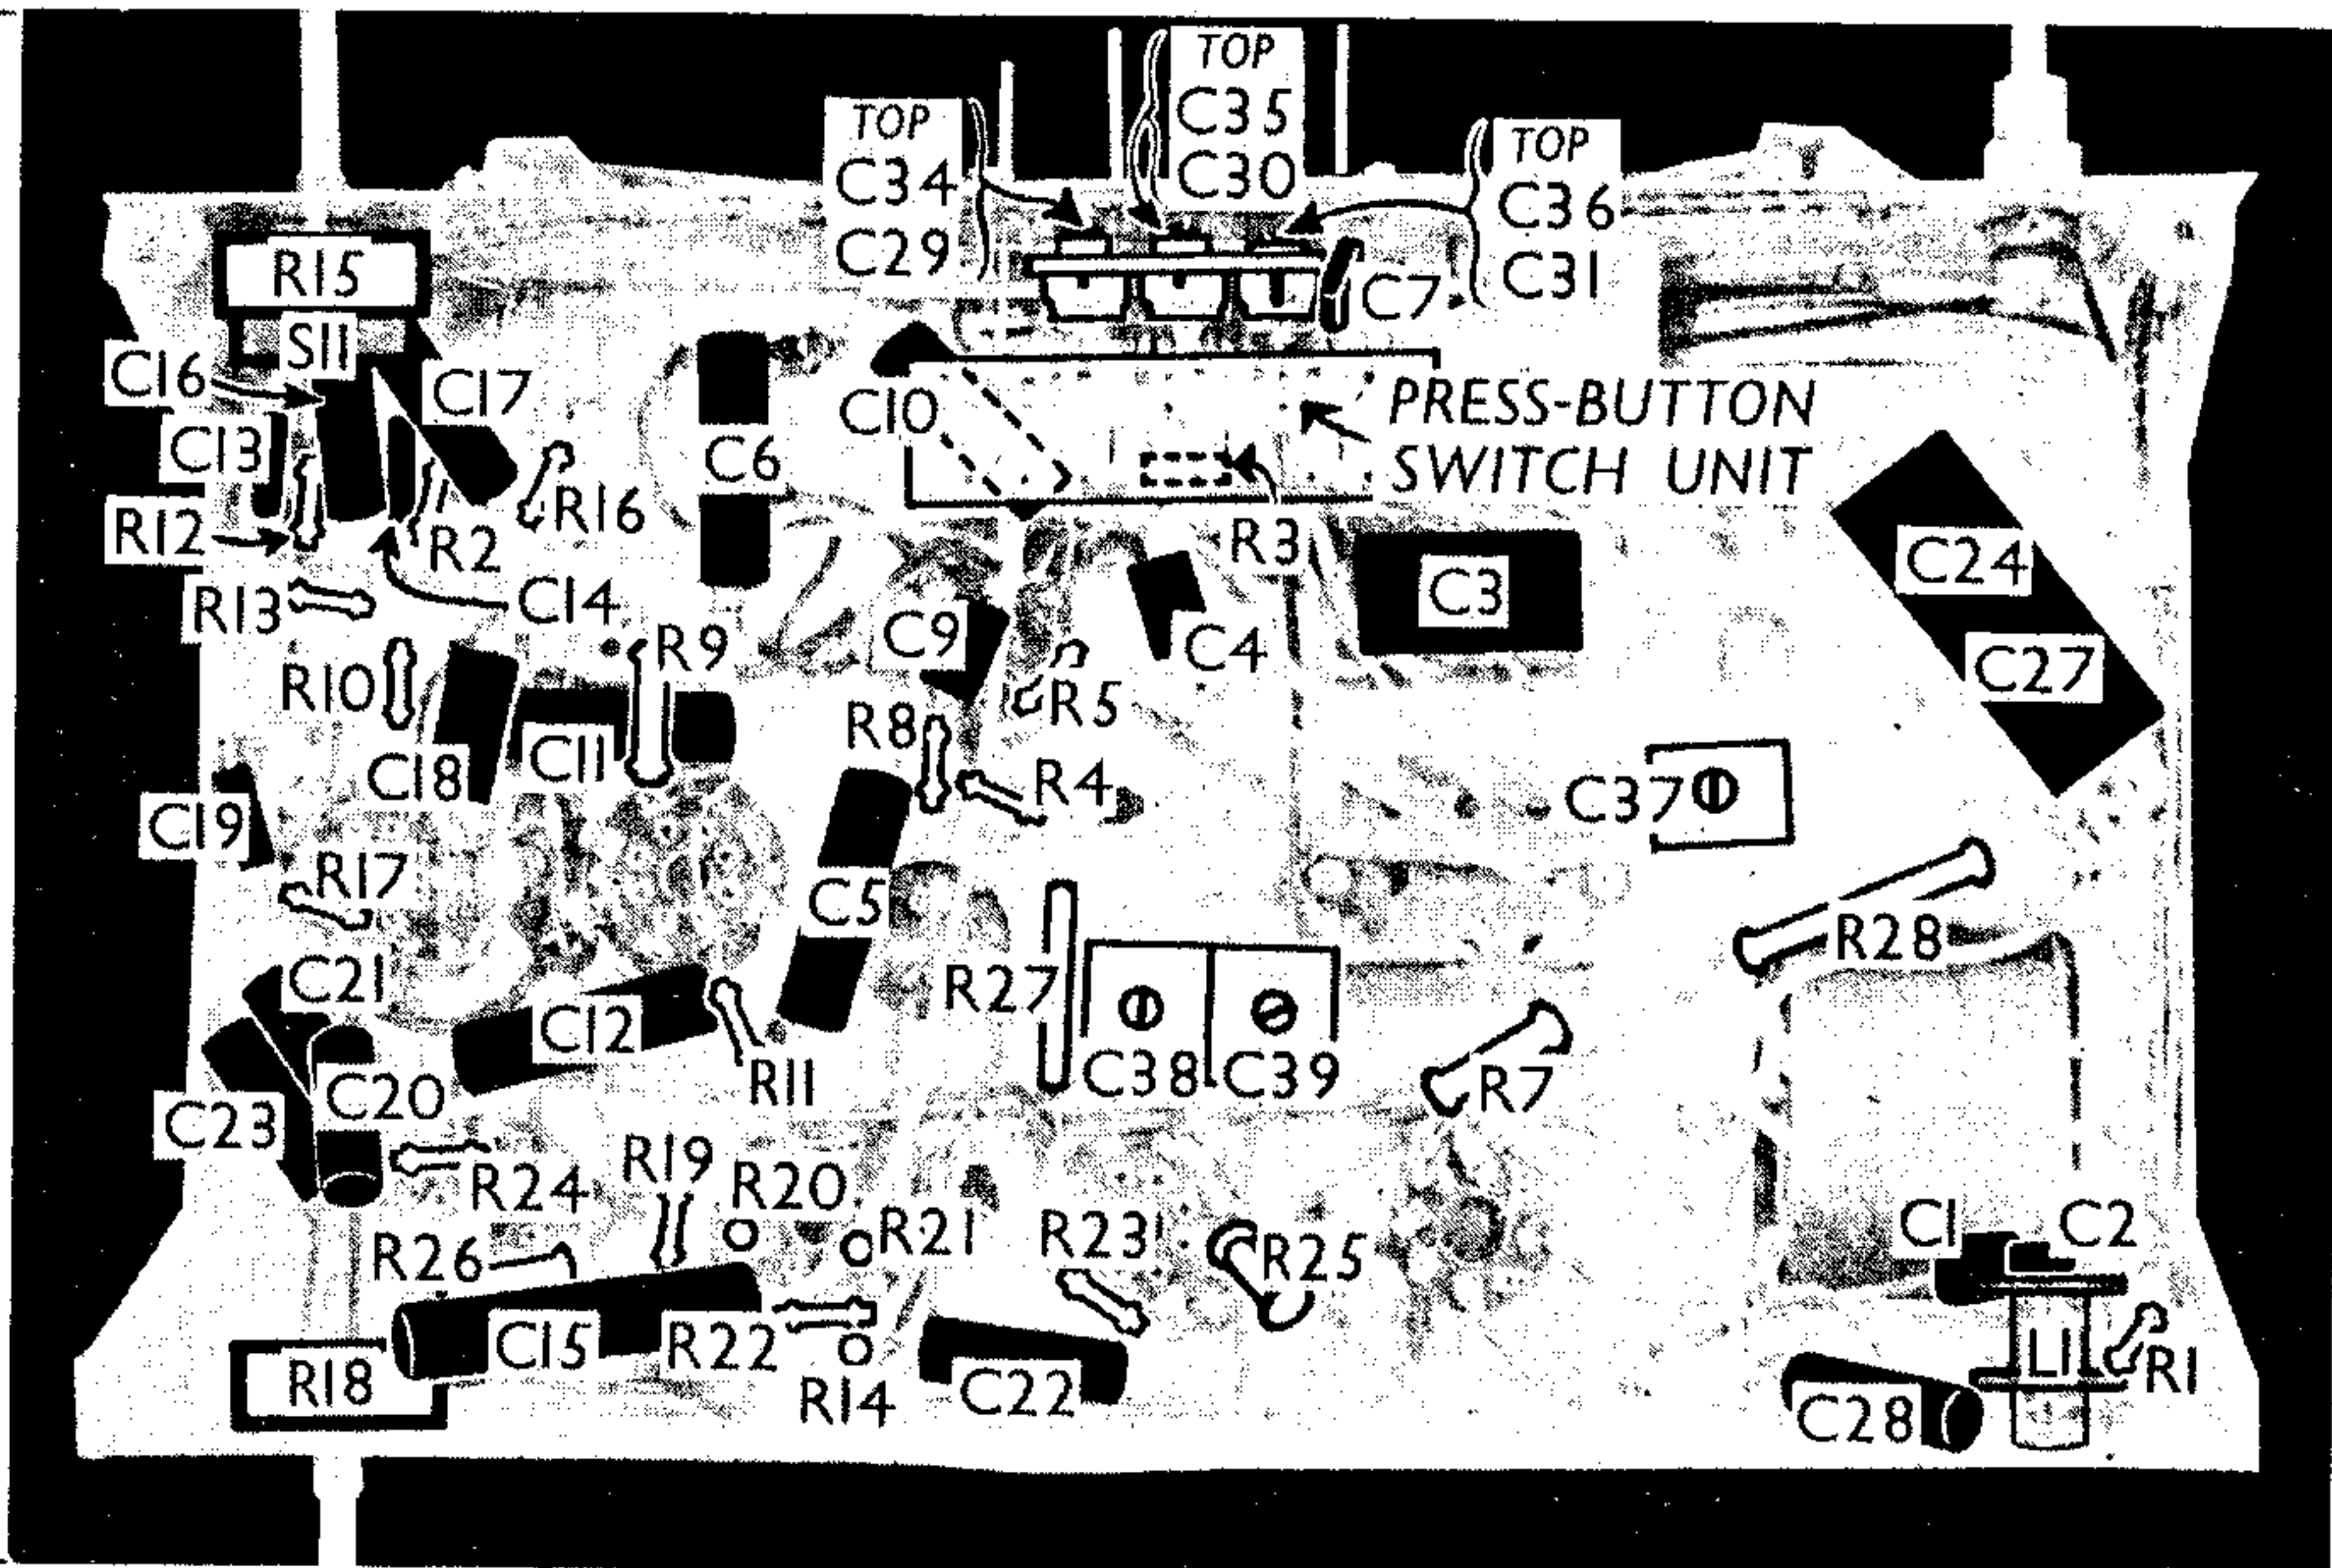 TOP
C35
C30
TOP
C34
C29
TOP
C36
C31
R15
S11
C7
C16
C17
C10
PRESS-BUTTON
SWITCH UNIT
C13
C6
R16
R12
R2
R3
C3
C24
R13
C14
C9
C4
R9
C27
R10
R5
R8
C18
C11
R4
C37
C19
R17
C5
R28
C21
R27
C12
C38
C39
R11
R7
C20
C23
R19
R24
R20
R21
R23
R25
C1
C2
R26
C15
R22
L1
R1
R18
R14
C22
C28